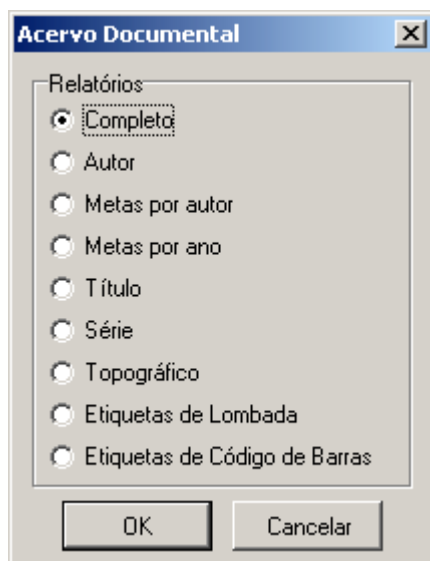 Acervo Documental
Relatórios
Completo
Autor
Metas por autor
Metas por ano
Título
Série
Topográfico
Etiquetas de Lombada
Etiquetas de Código de Barras
OK Cancelar